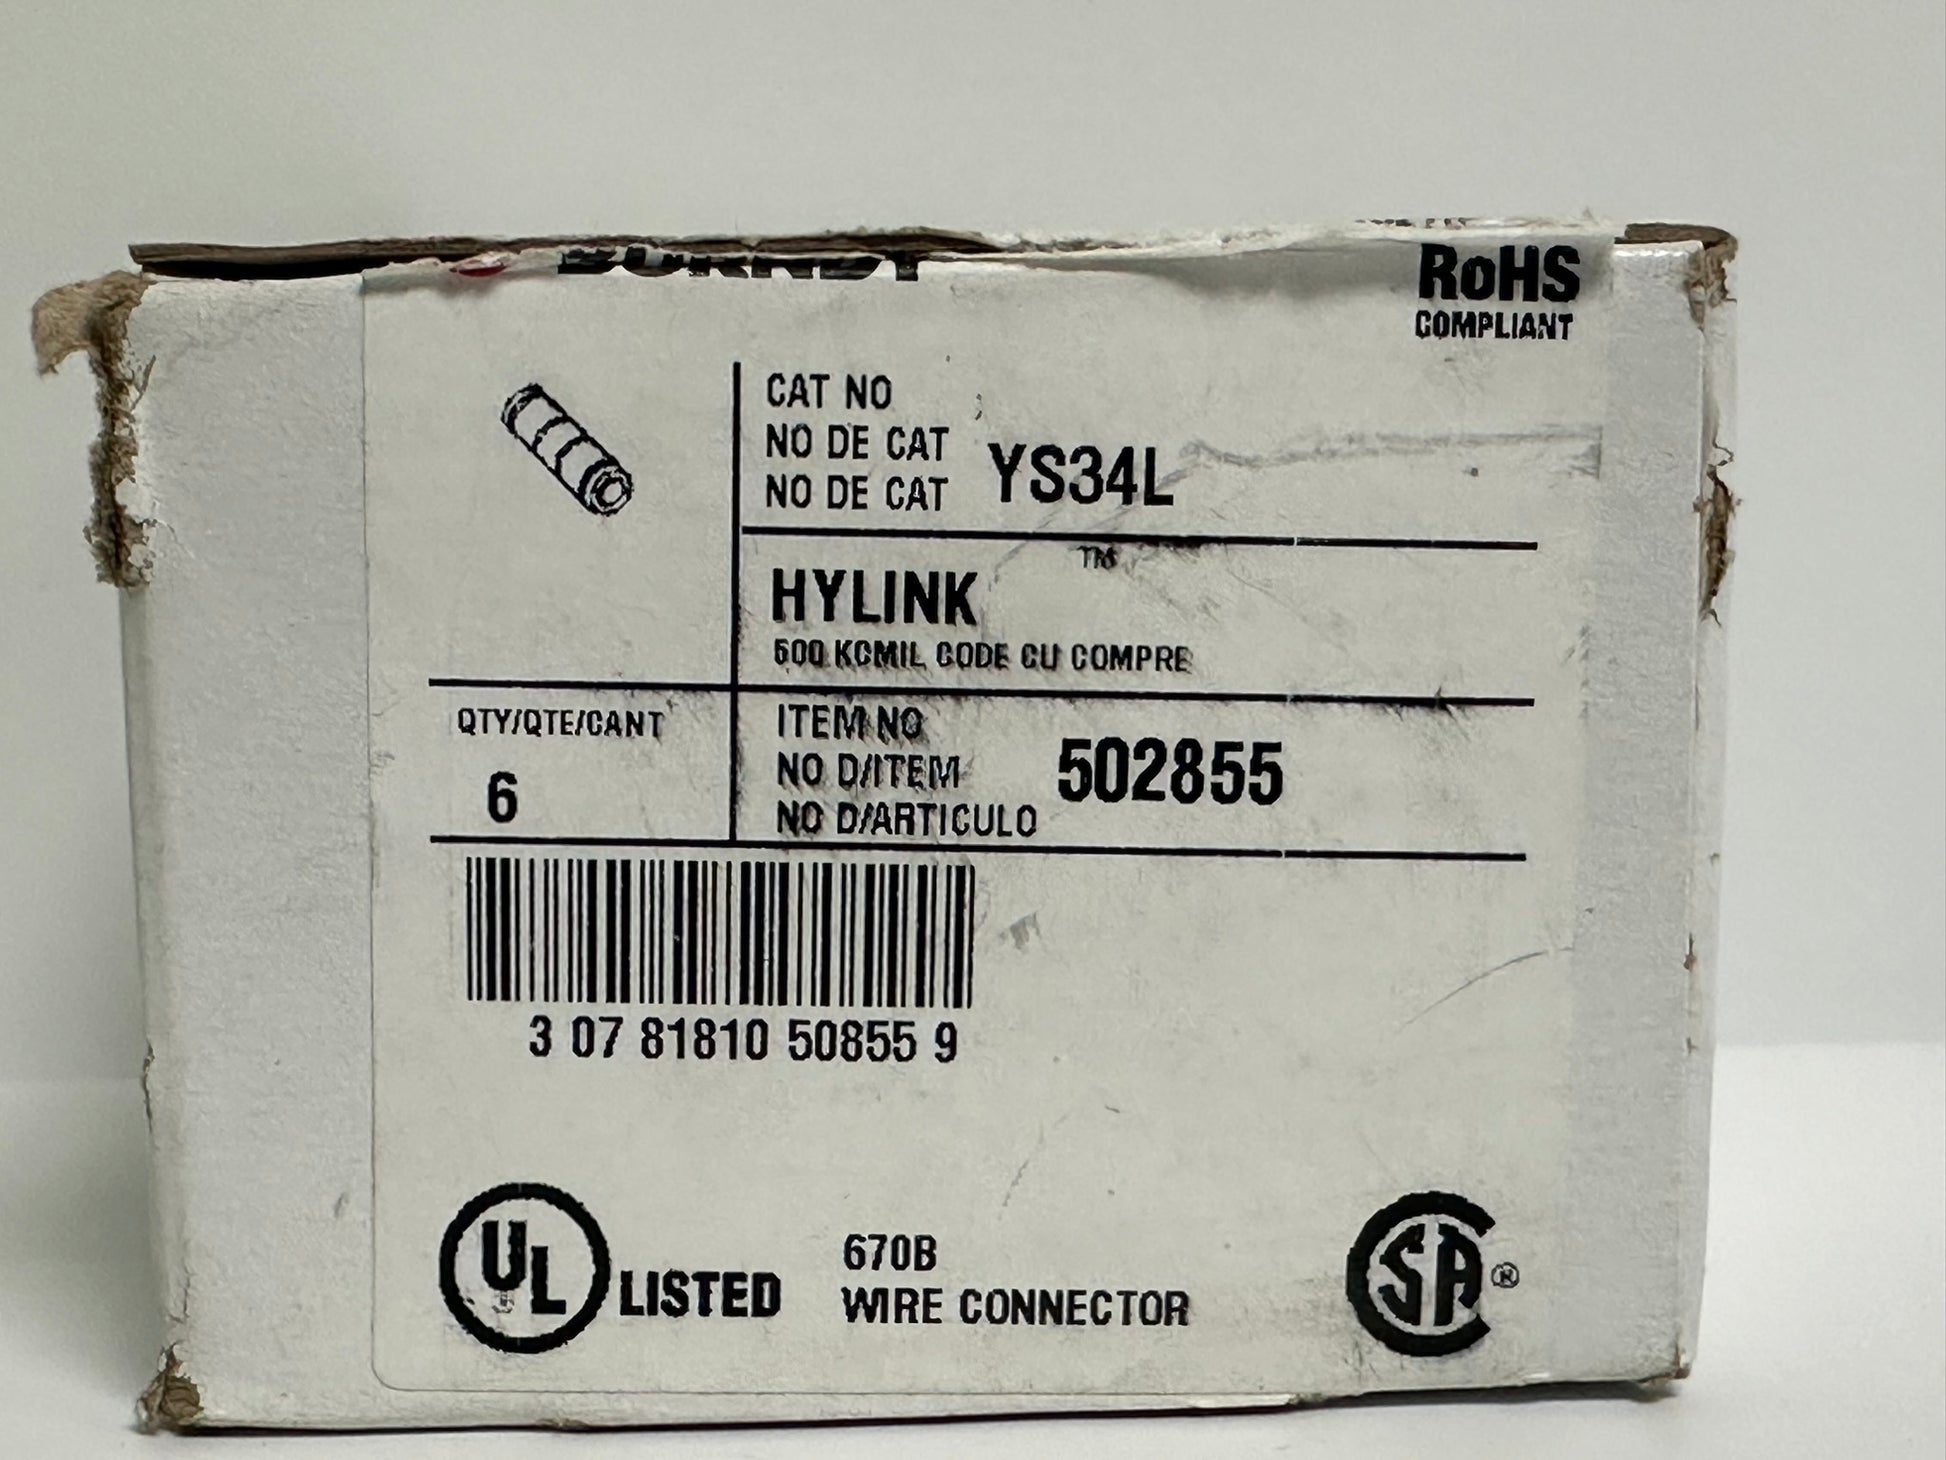 BURNDY
RoHS
COMPLIANT
CAT NO
NO DE CAT
NO DE CAT
YS34L
HYLINK ™
500 KCMIL CODE CU COMPRE
QTY/QTE/CANT
6
ITEM NO
NO D/ITEM
NO D/ARTICULO
502855
3 07 81810 50855 9
UL LISTED
670B
WIRE CONNECTOR
SA ®